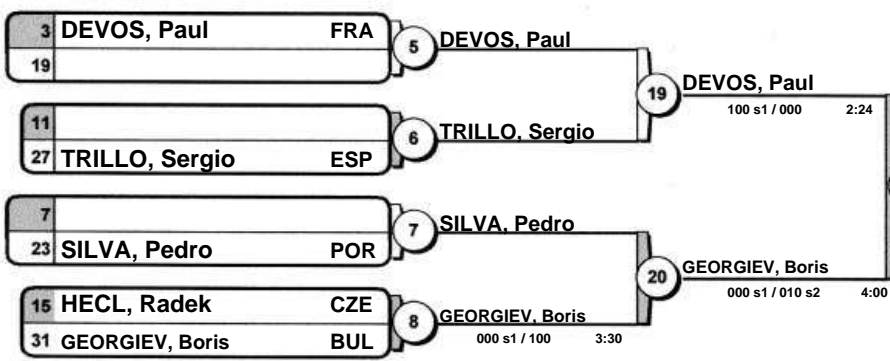 3 DEVOS, Paul FRA
19
5 DEVOS, Paul
11
27 TRILLO, Sergio ESP
6 TRILLO, Sergio
19 DEVOS, Paul
100 s1 / 000 2:24
7
23 SILVA, Pedro POR
7 SILVA, Pedro
15 HECL, Radek CZE
31 GEORGIEV, Boris BUL
8 GEORGIEV, Boris
000 s1 / 100 3:30
20 GEORGIEV, Boris
000 s1 / 010 s2 4:00